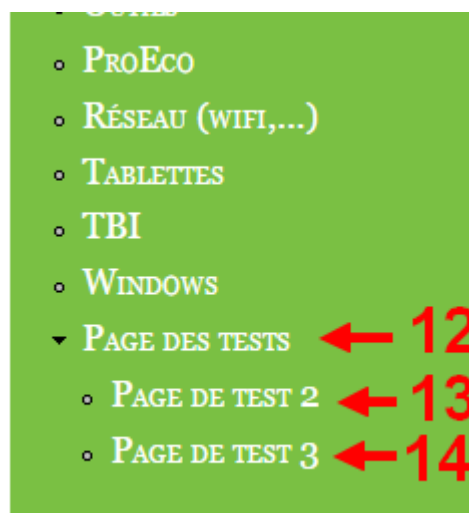 ProEco
Réseau (wifi,...)
Tablettes
TBI
Windows
Page des tests 12
Page de test 2 13
Page de test 3 14